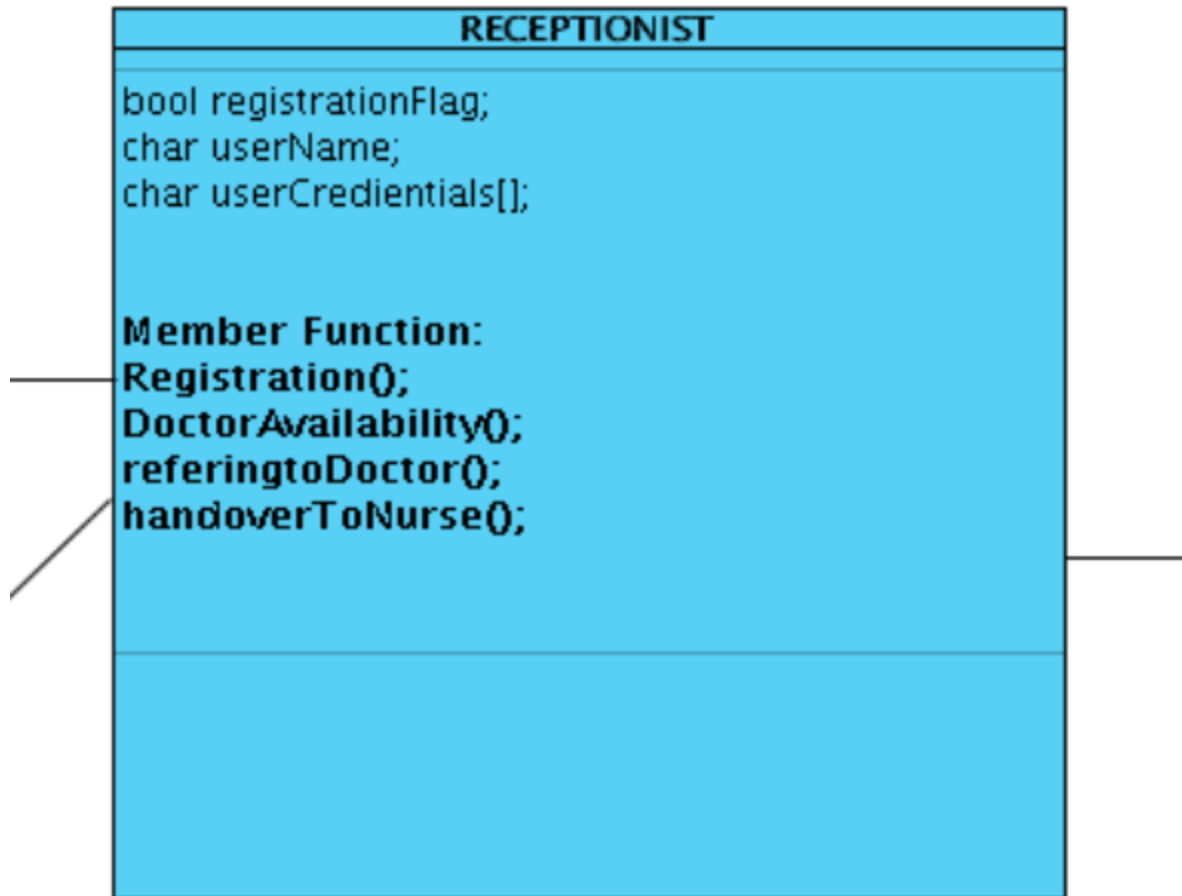 RECEPTIONIST
bool registrationFlag;
char userName;
char userCredientials[];
Member Function:
Registration();
DoctorAvailability();
referingtoDoctor();
handoverToNurse();